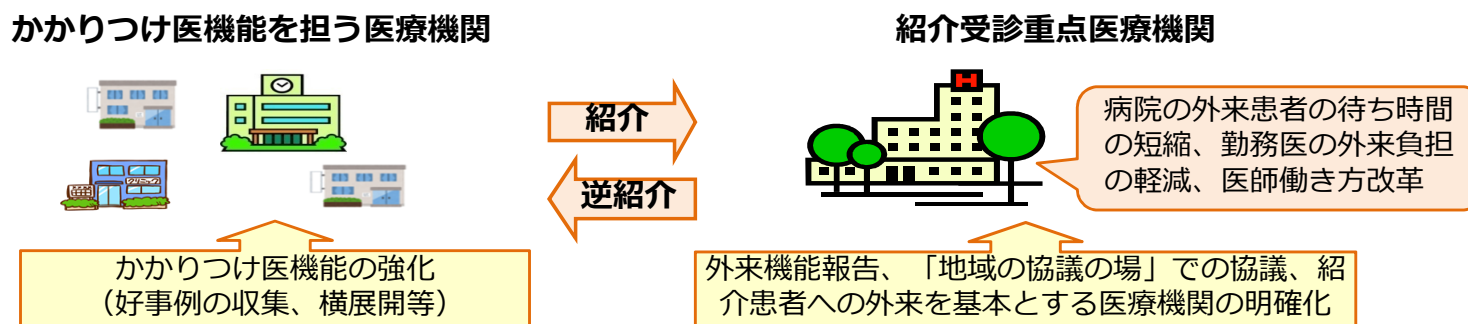 かかりつけ医機能を担う医療機関
紹介受診重点医療機関
紹介
逆紹介
クリニック
H
病院の外来患者の待ち時間
の短縮、勤務医の外来負担
の軽減、医師働き方改革
かかりつけ医機能の強化
（好事例の収集、横展開等）
外来機能報告、「地域の協議の場」での協議、紹
介患者への外来を基本とする医療機関の明確化